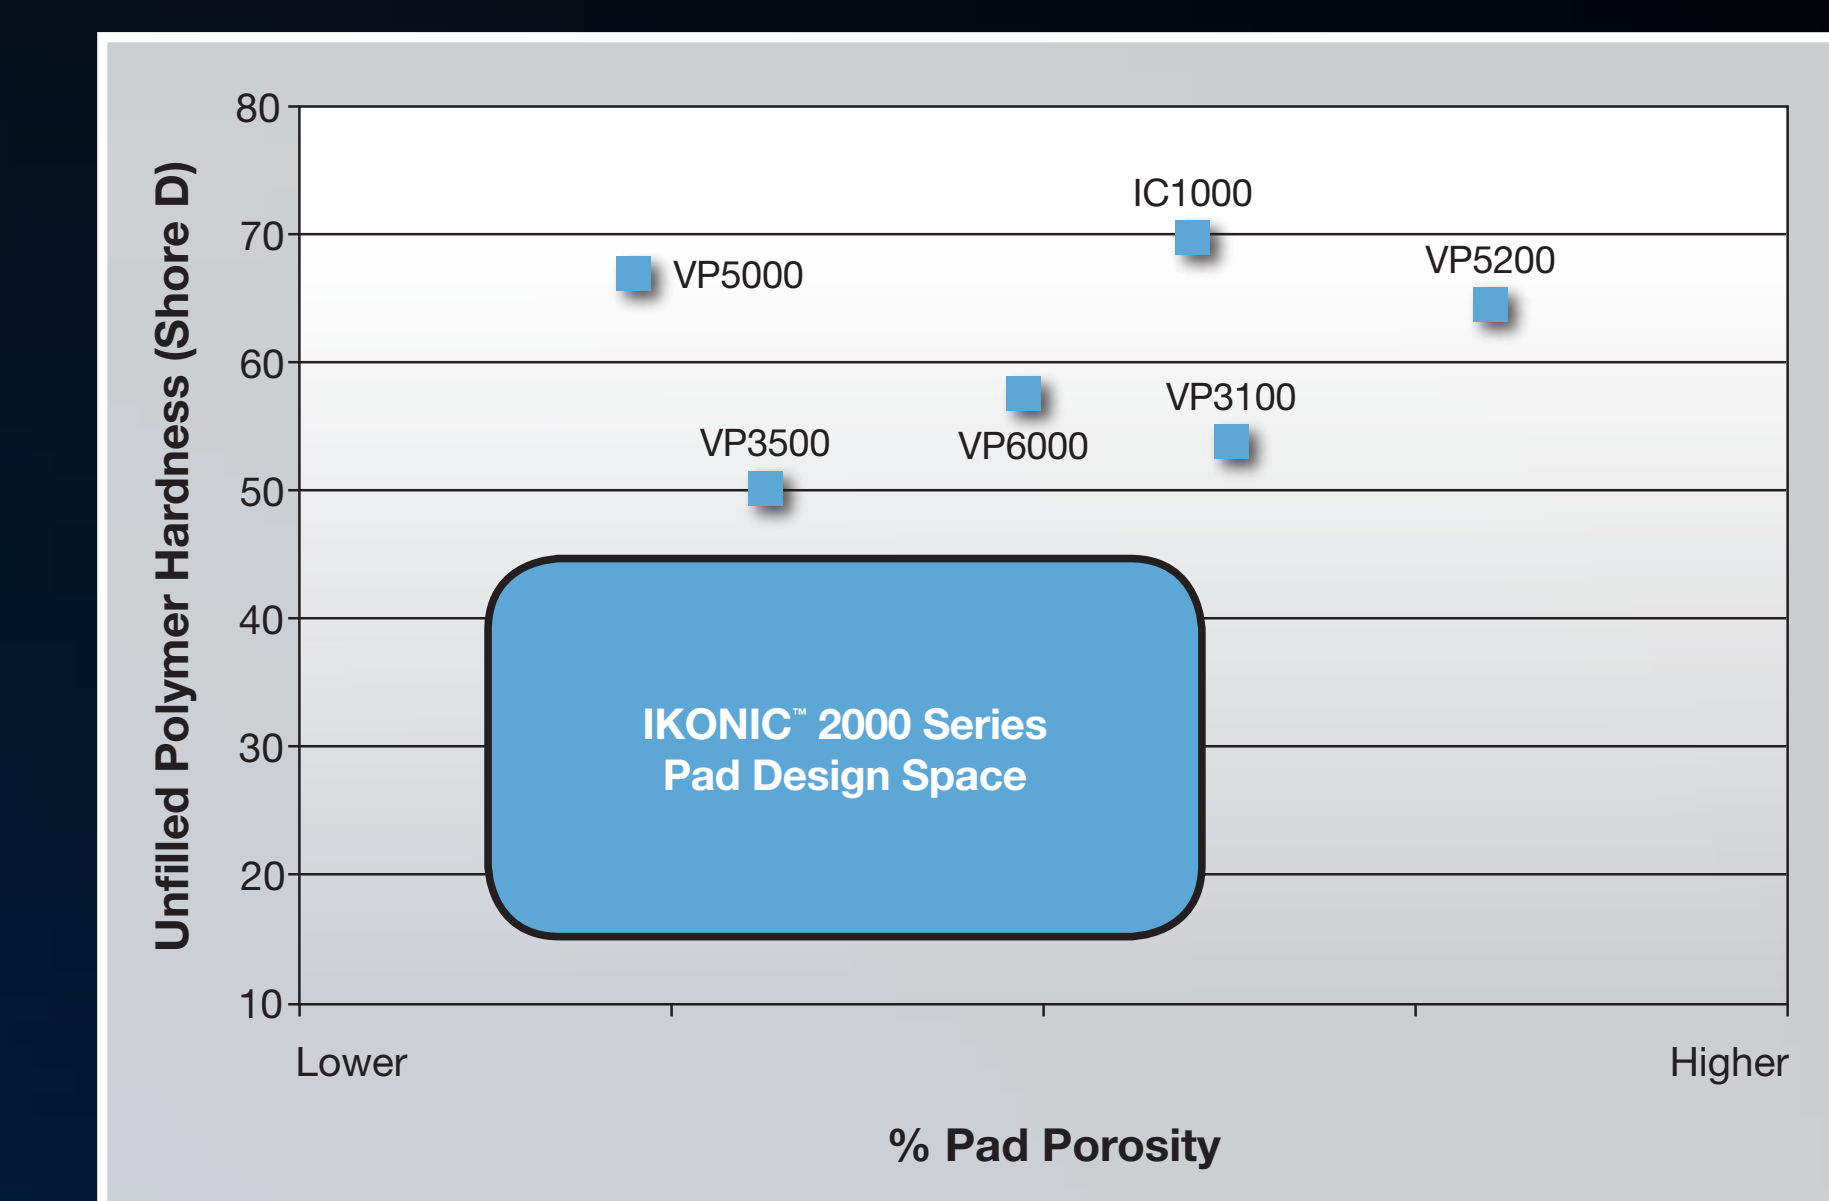 Unfilled Polymer Hardness (Shore D)
80
70
60
50
40
30
20
10
IC1000
VP5200
VP5000
VP3100
VP3500
VP6000
IKONIC™ 2000 Series
Pad Design Space
Lower
Higher
% Pad Porosity